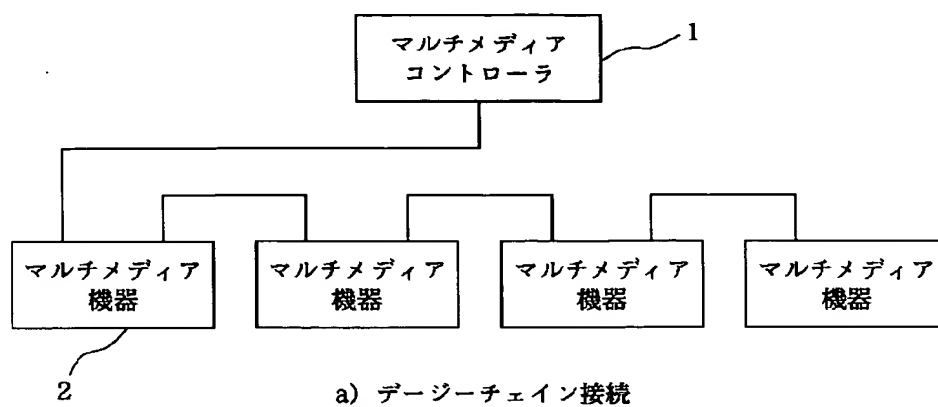 マルチメディア
コントローラ
1
マルチメディア
機器
マルチメディア
機器
マルチメディア
機器
マルチメディア
機器
2
a) デージーチェイン接続